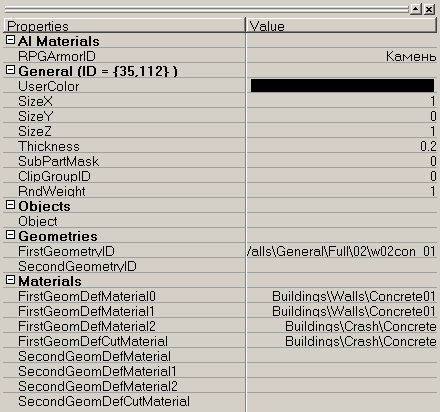 Properties Value
AI Materials
RPGArmorID Камень
General (ID = {35,112} )
UserColor
SizeX 1
SizeY 0
SizeZ 1
Thickness 0.2
SubPartMask 0
ClipGroupID 0
RndWeight 1
Objects
Object
Geometries
FirstGeometryID /alls\General\Full\02\w02con_01
SecondGeometryID
Materials
FirstGeomDefMaterial0 Buildings\Walls\Concrete01
FirstGeomDefMaterial1 Buildings\Walls\Concrete01
FirstGeomDefMaterial2 Buildings\Crash\Concrete
FirstGeomDefCutMaterial Buildings\Crash\Concrete
SecondGeomDefMaterial
SecondGeomDefMaterial1
SecondGeomDefMaterial2
SecondGeomDefCutMaterial